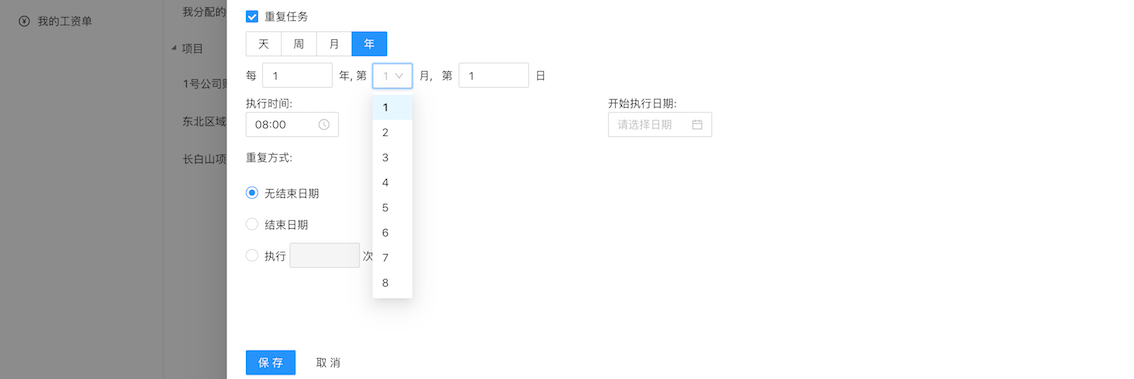 我的工资单
我分配的
项目
1号公司
东北区域
长白山项
重复任务
天 周 月 年
每 1 年, 第 1 月, 第 1 日
1
2
3
4
5
6
7
8
执行时间:
08:00
开始执行日期:
请选择日期
重复方式:
无结束日期
结束日期
执行 次
保 存 取 消